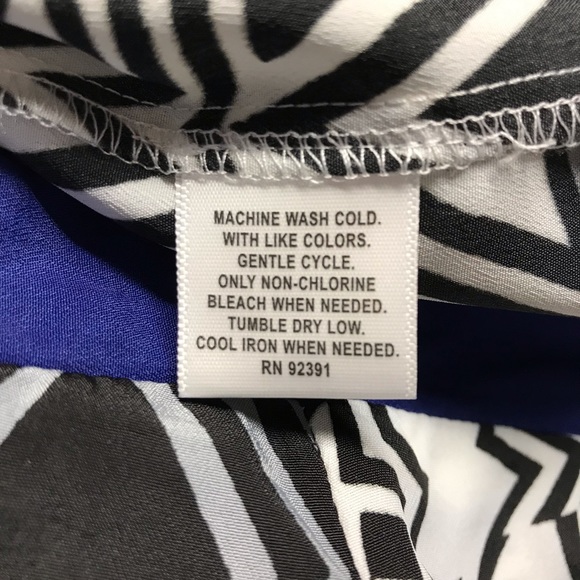 MACHINE WASH COLD.
WITH LIKE COLORS.
GENTLE CYCLE.
ONLY NON-CHLORINE
BLEACH WHEN NEEDED.
TUMBLE DRY LOW.
COOL IRON WHEN NEEDED.
RN 92391